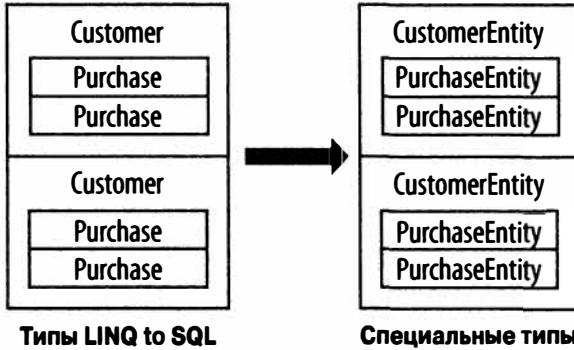 Customer
Purchase
Purchase
Customer
Purchase
Purchase
Типы LINQ to SQL
CustomerEntity
PurchaseEntity
PurchaseEntity
CustomerEntity
PurchaseEntity
PurchaseEntity
Специальные типы